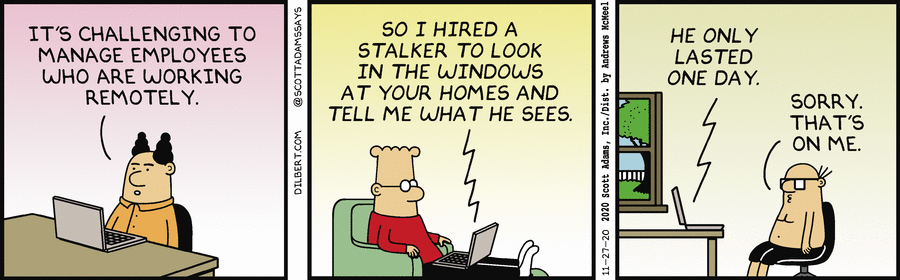 IT'S CHALLENGING TO
MANAGE EMPLOYEES
WHO ARE WORKING
REMOTELY.
DILBERT.COM @SCOTTADAMSSAYS
SO I HIRED A
STALKER TO LOOK
IN THE WINDOWS
AT YOUR HOMES AND
TELL ME WHAT HE SEES.
11-27-20 2020 Scott Adams, Inc./Dist. by Andrews McMeel
HE ONLY
LASTED
ONE DAY.
SORRY.
THAT'S
ON ME.